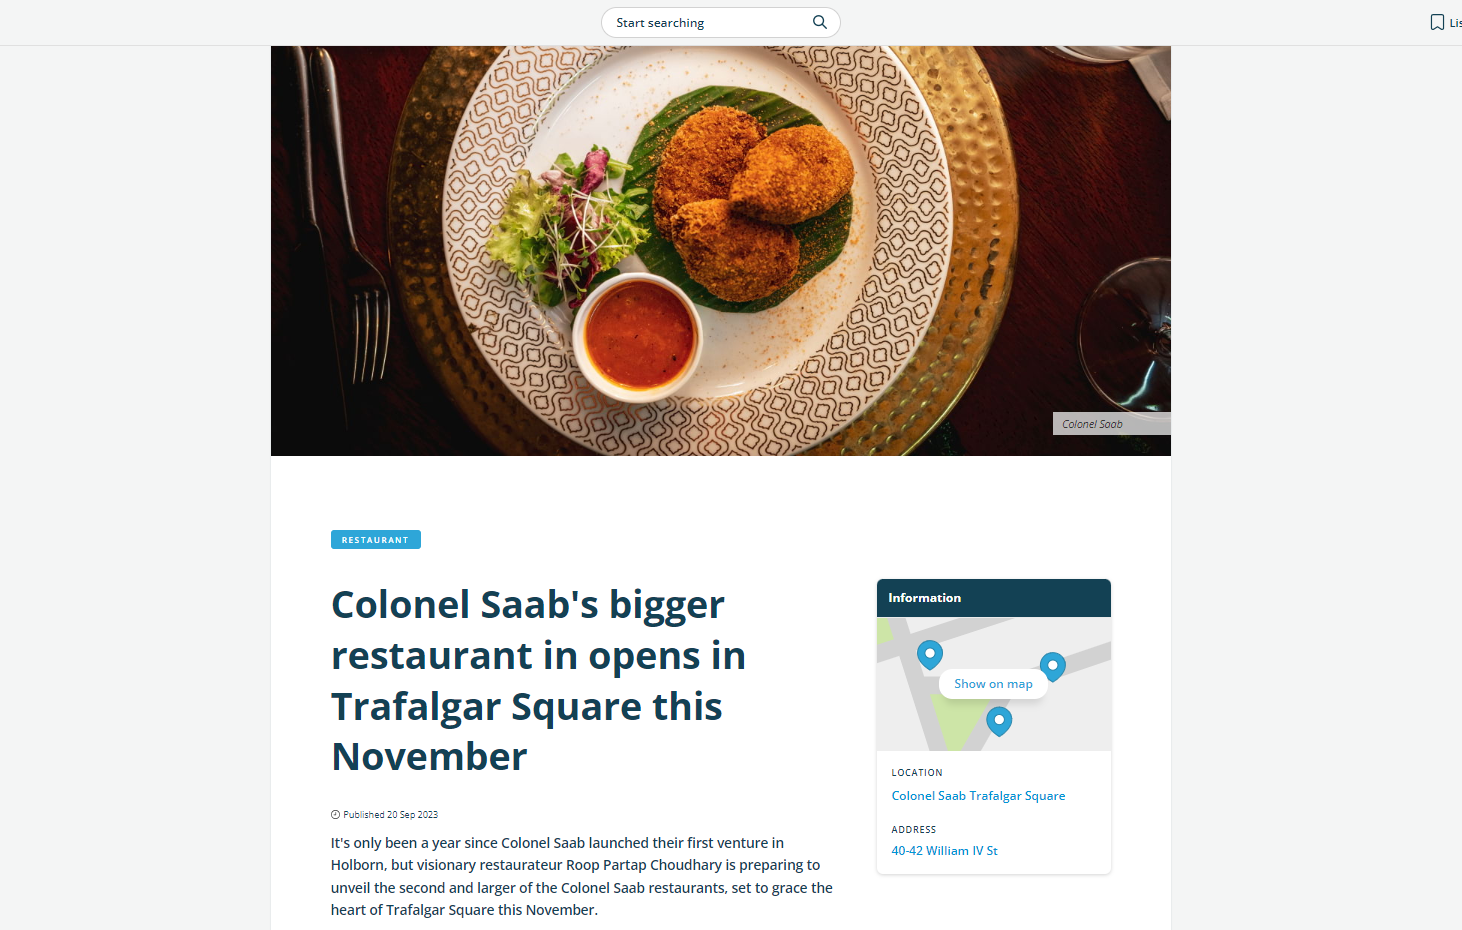 Start searching
Colonel Saab
RESTAURANT
Colonel Saab's bigger
restaurant in opens in
Trafalgar Square this
November
Published 20 Sep 2023
It's only been a year since Colonel Saab launched their first venture in
Holborn, but visionary restaurateur Roop Partap Choudhary is preparing to
unveil the second and larger of the Colonel Saab restaurants, set to grace the
heart of Trafalgar Square this November.
Information
Show on map
LOCATION
Colonel Saab Trafalgar Square
ADDRESS
40-42 William IV St